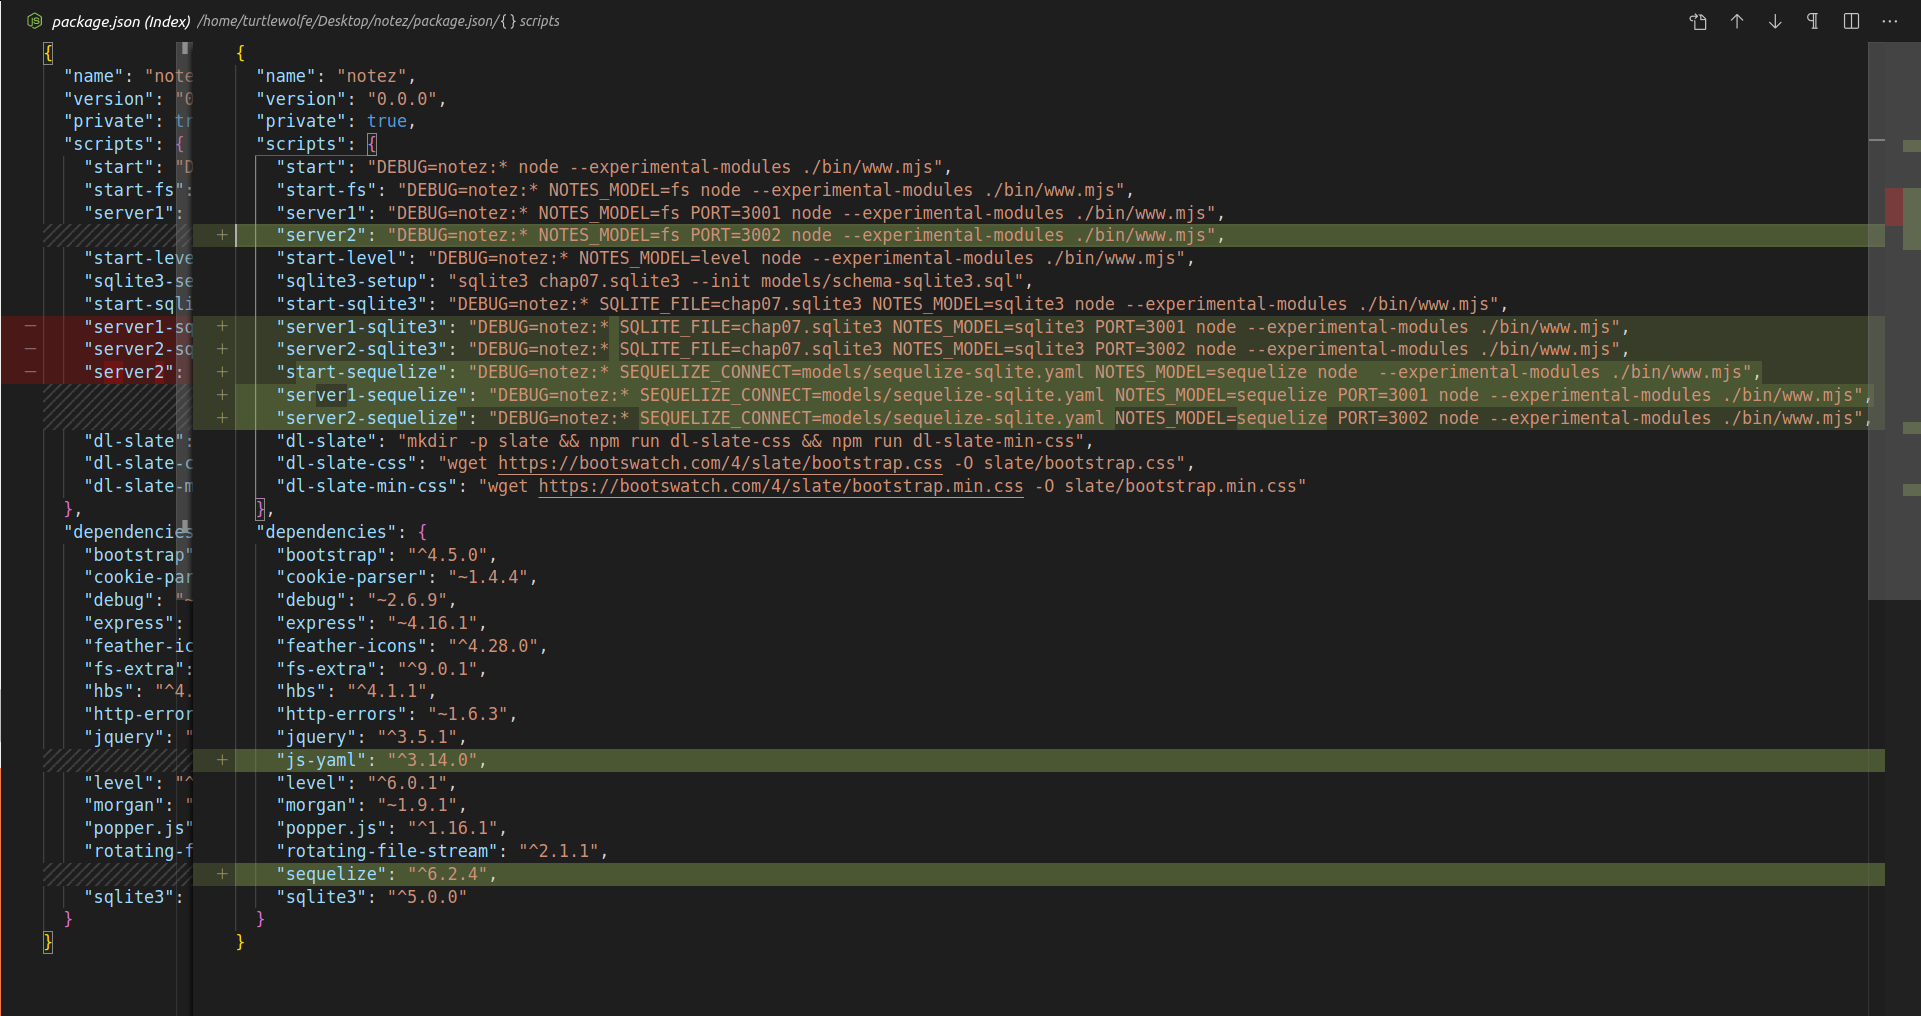 package.json (Index) /home/turtlewolfe/Desktop/notez/package.json/{ } scripts
{
"name": "note
"version": "0
"private": tr
"scripts": {
"start": "D
"start-fs":
"server1":
"start-leve
"sqlite3-se
"start-sqli
"server1-sq
"server2-sq
"server2":
"dl-slate":
"dl-slate-c
"dl-slate-m
},
"dependencies
"bootstrap"
"cookie-par
"debug": "~
"express":
"feather-ic
"fs-extra":
"hbs": "^4.
"http-error
"jquery": "
"level": "^
"morgan": "
"popper.js"
"rotating-f
"sqlite3":
}
}
{
"name": "notez",
"version": "0.0.0",
"private": true,
"scripts": {
"start": "DEBUG=notez:* node --experimental-modules ./bin/www.mjs",
"start-fs": "DEBUG=notez:* NOTES_MODEL=fs node --experimental-modules ./bin/www.mjs",
"server1": "DEBUG=notez:* NOTES_MODEL=fs PORT=3001 node --experimental-modules ./bin/www.mjs",
"server2": "DEBUG=notez:* NOTES_MODEL=fs PORT=3002 node --experimental-modules ./bin/www.mjs",
"start-level": "DEBUG=notez:* NOTES_MODEL=level node --experimental-modules ./bin/www.mjs",
"sqlite3-setup": "sqlite3 chap07.sqlite3 --init models/schema-sqlite3.sql",
"start-sqlite3": "DEBUG=notez:* SQLITE_FILE=chap07.sqlite3 NOTES_MODEL=sqlite3 node --experimental-modules ./bin/www.mjs",
"server1-sqlite3": "DEBUG=notez:* SQLITE_FILE=chap07.sqlite3 NOTES_MODEL=sqlite3 PORT=3001 node --experimental-modules ./bin/www.mjs",
"server2-sqlite3": "DEBUG=notez:* SQLITE_FILE=chap07.sqlite3 NOTES_MODEL=sqlite3 PORT=3002 node --experimental-modules ./bin/www.mjs",
"start-sequelize": "DEBUG=notez:* SEQUELIZE_CONNECT=models/sequelize-sqlite.yaml NOTES_MODEL=sequelize node  --experimental-modules ./bin/www.mjs",
"server1-sequelize": "DEBUG=notez:* SEQUELIZE_CONNECT=models/sequelize-sqlite.yaml NOTES_MODEL=sequelize PORT=3001 node --experimental-modules ./bin/www.mjs",
"server2-sequelize": "DEBUG=notez:* SEQUELIZE_CONNECT=models/sequelize-sqlite.yaml NOTES_MODEL=sequelize PORT=3002 node --experimental-modules ./bin/www.mjs",
"dl-slate": "mkdir -p slate && npm run dl-slate-css && npm run dl-slate-min-css",
"dl-slate-css": "wget https://bootswatch.com/4/slate/bootstrap.css -O slate/bootstrap.css",
"dl-slate-min-css": "wget https://bootswatch.com/4/slate/bootstrap.min.css -O slate/bootstrap.min.css"
},
"dependencies": {
"bootstrap": "^4.5.0",
"cookie-parser": "~1.4.4",
"debug": "~2.6.9",
"express": "~4.16.1",
"feather-icons": "^4.28.0",
"fs-extra": "^9.0.1",
"hbs": "^4.1.1",
"http-errors": "~1.6.3",
"jquery": "^3.5.1",
"js-yaml": "^3.14.0",
"level": "^6.0.1",
"morgan": "~1.9.1",
"popper.js": "^1.16.1",
"rotating-file-stream": "^2.1.1",
"sequelize": "^6.2.4",
"sqlite3": "^5.0.0"
}
}